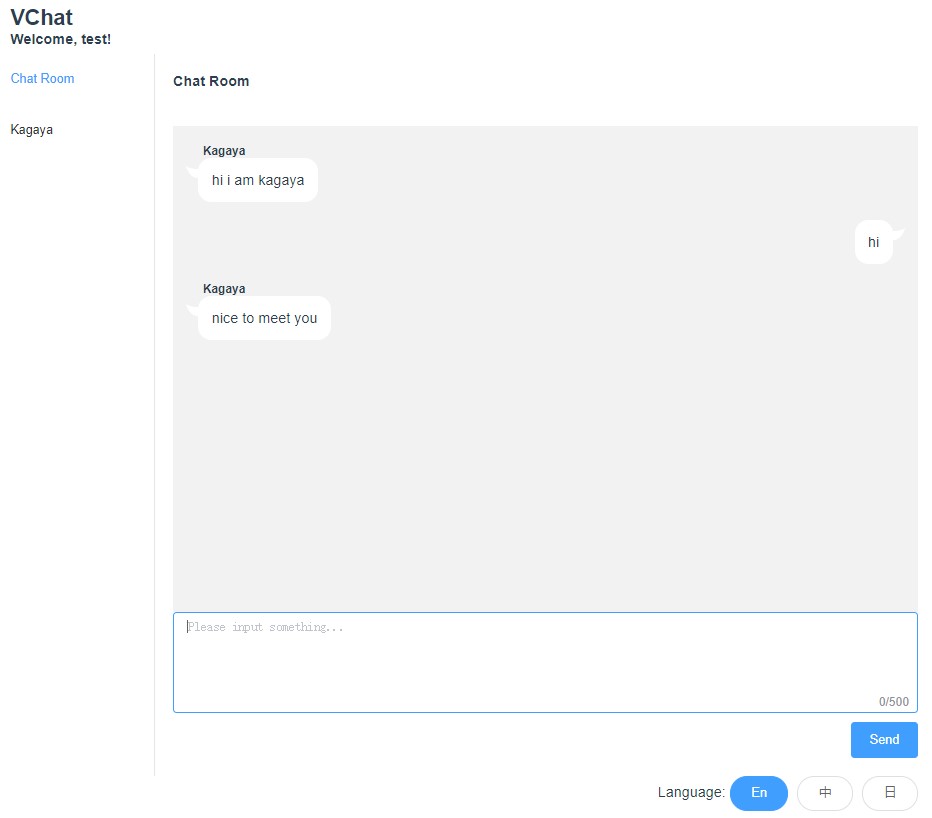 VChat
Welcome, test!
Chat Room
Kagaya
Chat Room
Kagaya
hi i am kagaya
hi
Kagaya
nice to meet you
Please input something...
0/500
Send
Language: En 中 日